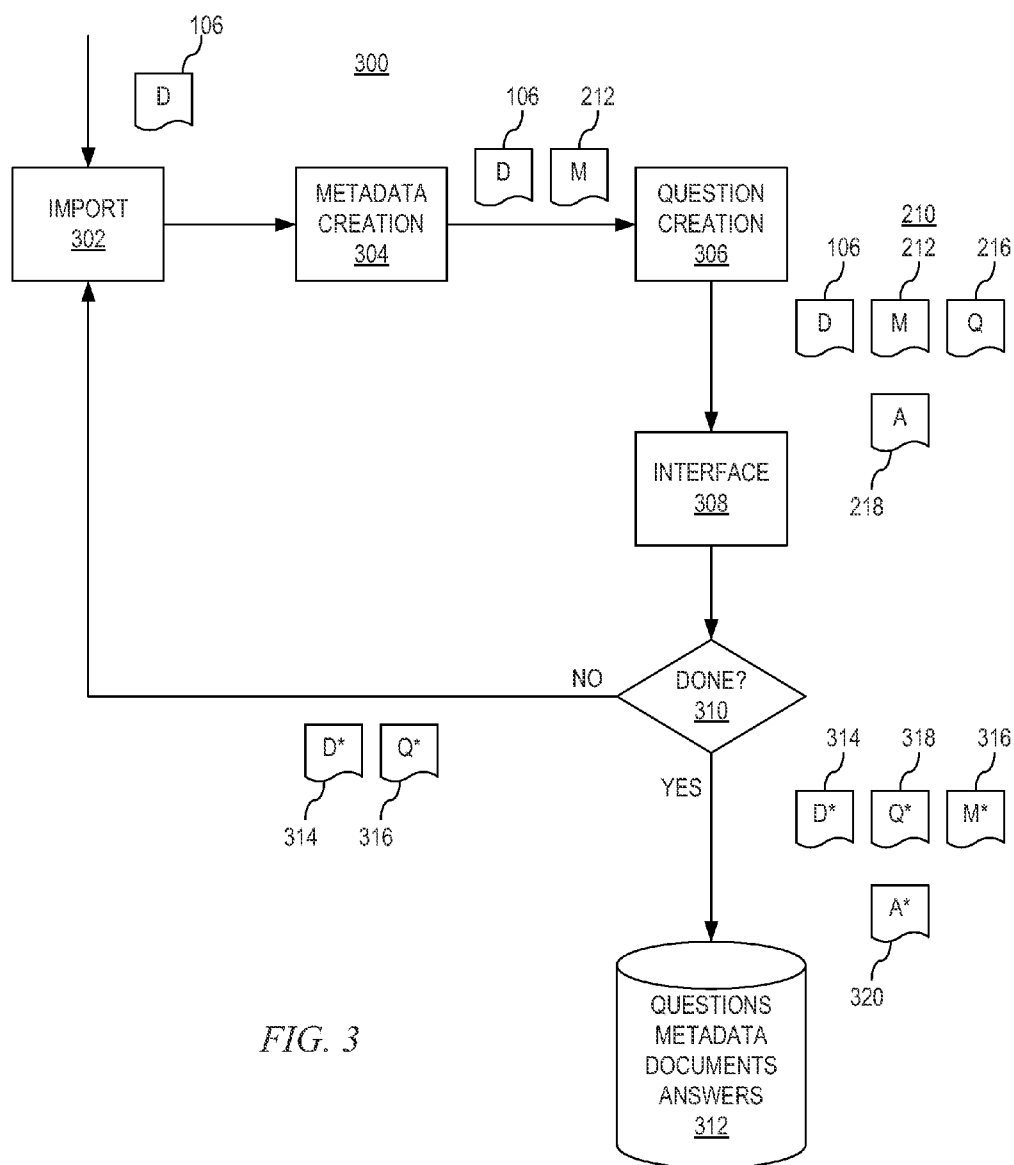 106
D
300
106
212
D
M
IMPORT
302
METADATA
CREATION
304
QUESTION
CREATION
306
210
106
212
216
D
M
Q
A
218
INTERFACE
308
NO
DONE?
310
D*
Q*
314
316
YES
314
318
316
D*
Q*
M*
A*
320
QUESTIONS
METADATA
DOCUMENTS
ANSWERS
312
FIG. 3